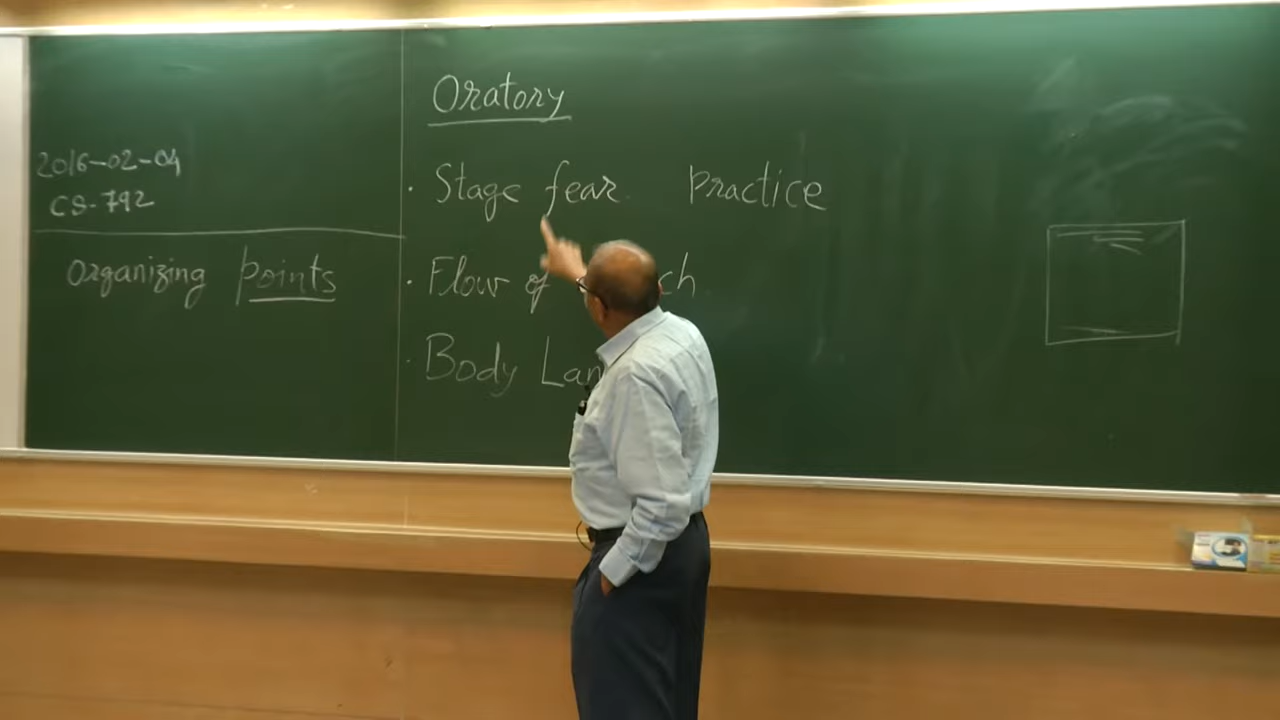 2016-02-04
CS-792
Organizing points
Oratory
· Stage fear. Practice
· Flow of ch
· Body Lan